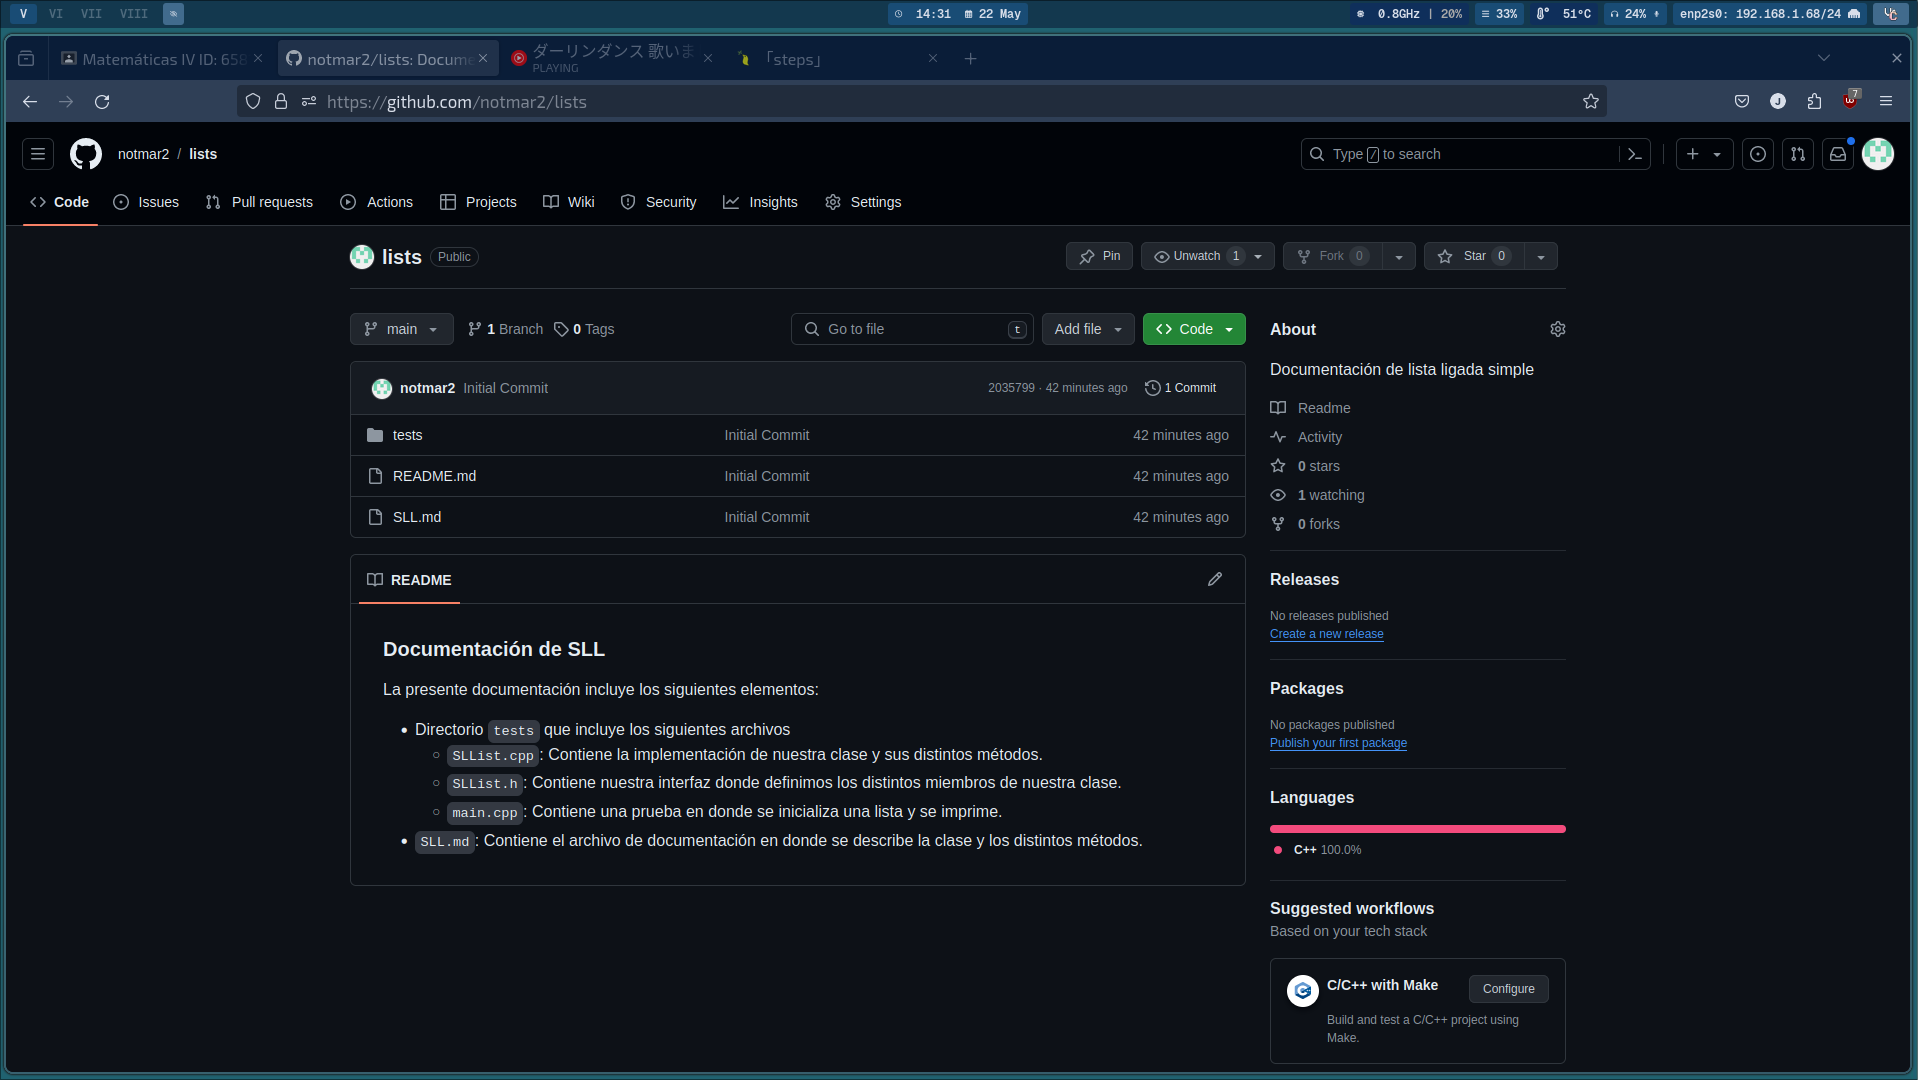 V VI VII VIII 14:31 22 May 0.8GHz | 20% 33% 51°C 24% enp2s0: 192.168.1.68/24
Matemáticas IV ID: 658 notmar2/lists: Docume ダーリンダンス 歌いま 「steps」
PLAYING
https://github.com/notmar2/lists J 7
notmar2 / lists Type / to search
Code Issues Pull requests Actions Projects Wiki Security Insights Settings
lists Public Pin Unwatch 1 Fork 0 Star 0
main 1 Branch 0 Tags Go to file t Add file Code
notmar2 Initial Commit 2035799 · 42 minutes ago 1 Commit
tests Initial Commit 42 minutes ago
README.md Initial Commit 42 minutes ago
SLL.md Initial Commit 42 minutes ago
README
Documentación de SLL
La presente documentación incluye los siguientes elementos:
• Directorio tests que incluye los siguientes archivos
◦ SLList.cpp: Contiene la implementación de nuestra clase y sus distintos métodos.
◦ SLList.h: Contiene nuestra interfaz donde definimos los distintos miembros de nuestra clase.
◦ main.cpp: Contiene una prueba en donde se inicializa una lista y se imprime.
• SLL.md: Contiene el archivo de documentación en donde se describe la clase y los distintos métodos.
About
Documentación de lista ligada simple
Readme
Activity
0 stars
1 watching
0 forks
Releases
No releases published
Create a new release
Packages
No packages published
Publish your first package
Languages
C++ 100.0%
Suggested workflows
Based on your tech stack
C/C++ with Make Configure
Build and test a C/C++ project using
Make.